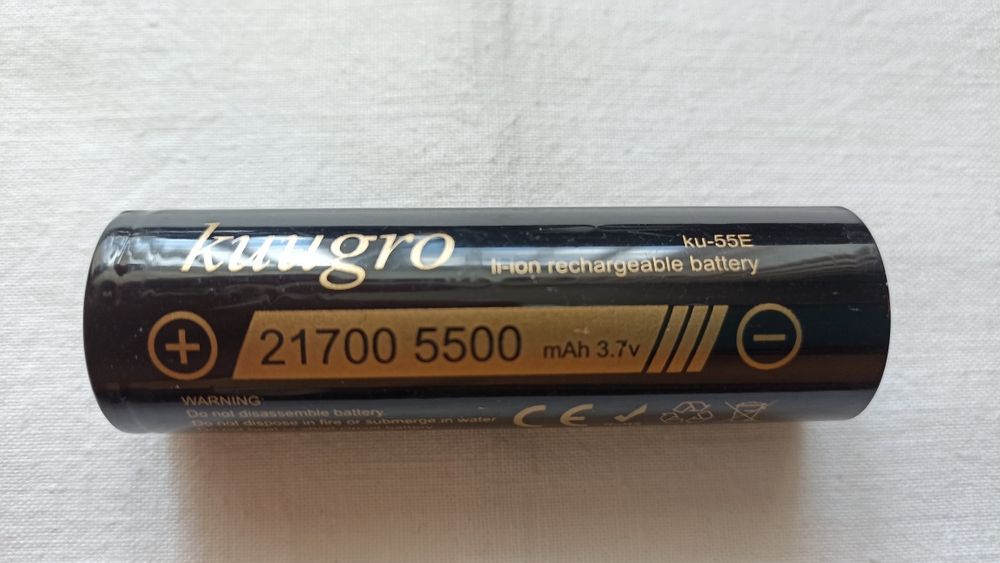 kuugro
ku-55E
li-ion rechargeable battery
21700 5500 mAh 3.7v
WARNING
Do not disassemble battery
Do not dispose in fire or submerge in water
CE